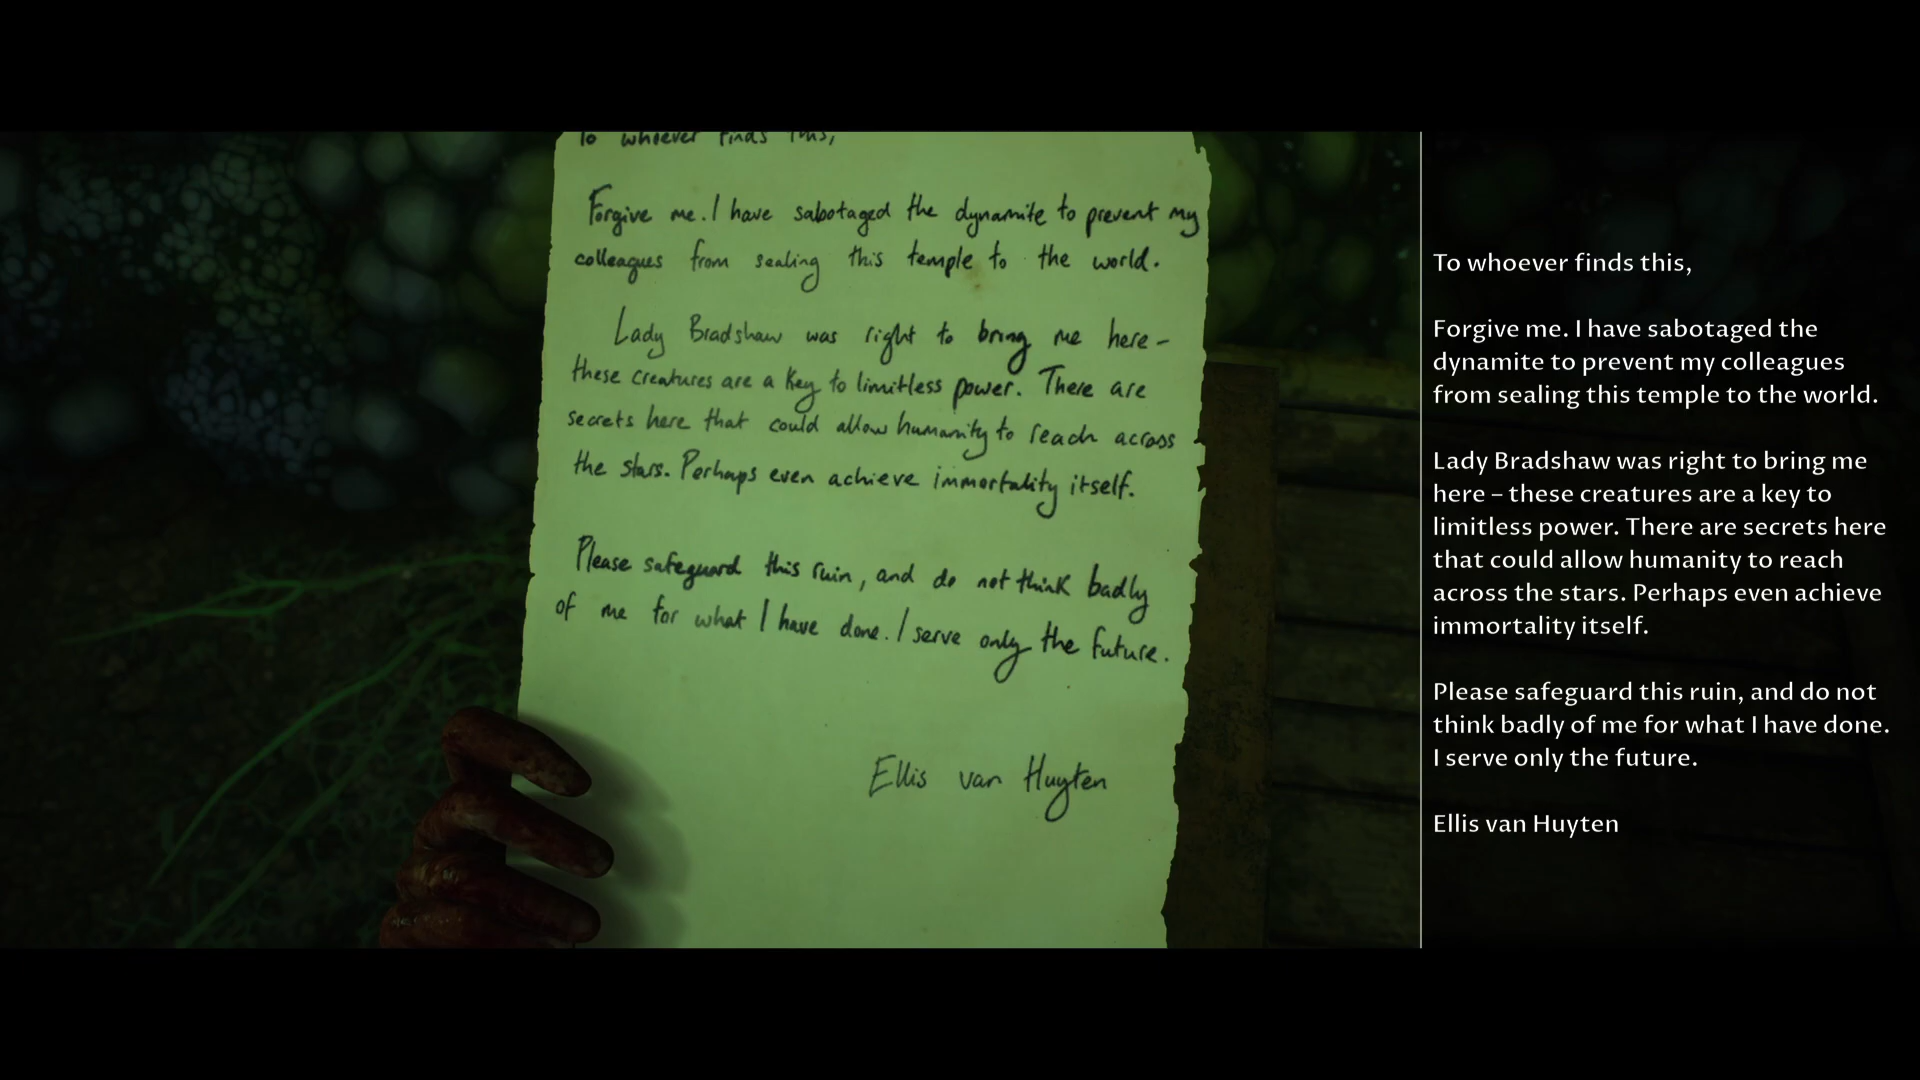 To whoever finds this,
Forgive me. I have sabotaged the dynamite to prevent my
colleagues from sealing this temple to the world.
Lady Bradshaw was right to bring me here -
these creatures are a key to limitless power. There are
secrets here that could allow humanity to reach across
the stars. Perhaps even achieve immortality itself.
Please safeguard this ruin, and do not think badly
of me for what I have done. I serve only the future.
Ellis van Huyten
To whoever finds this,
Forgive me. I have sabotaged the
dynamite to prevent my colleagues
from sealing this temple to the world.
Lady Bradshaw was right to bring me
here – these creatures are a key to
limitless power. There are secrets here
that could allow humanity to reach
across the stars. Perhaps even achieve
immortality itself.
Please safeguard this ruin, and do not
think badly of me for what I have done.
I serve only the future.
Ellis van Huyten